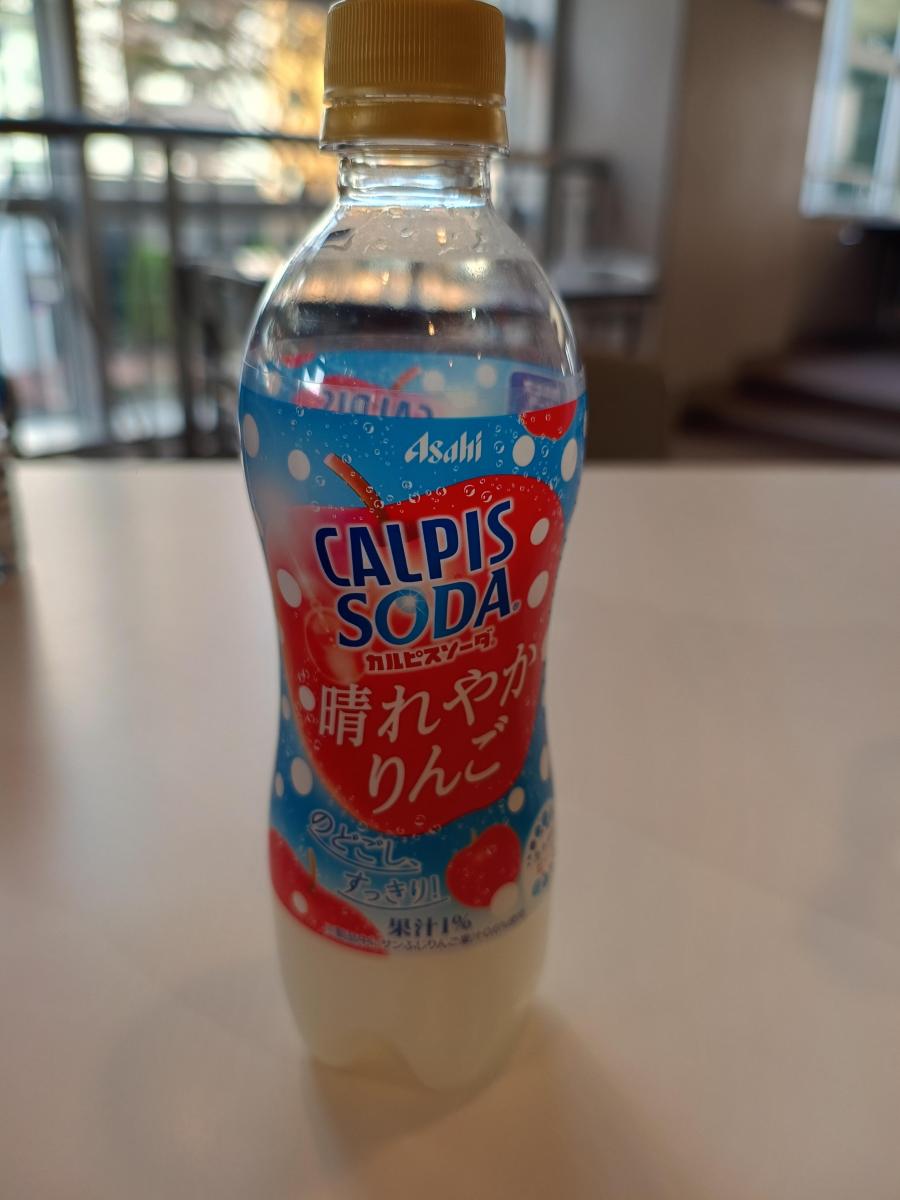 Asahi
CALPIS
SODA®
カルピスソーダ®
晴れやか
りんご
のどごし、
すっきり!
果汁1%